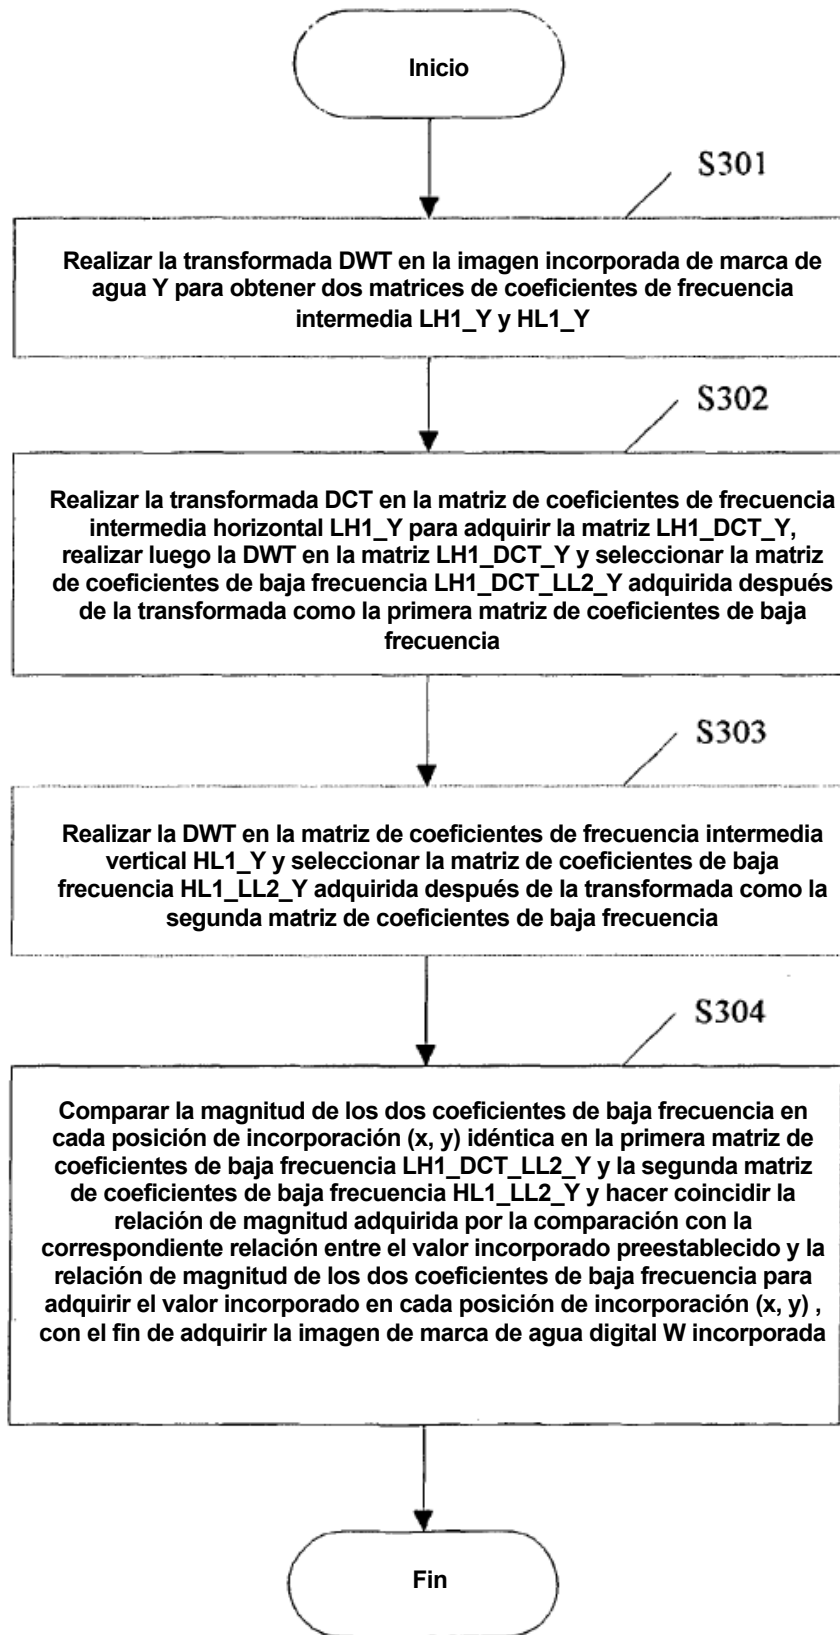 Inicio
S301
Realizar la transformada DWT en la imagen incorporada de marca de
agua Y para obtener dos matrices de coeficientes de frecuencia
intermedia LH1_Y y HL1_Y
S302
Realizar la transformada DCT en la matriz de coeficientes de frecuencia
intermedia horizontal LH1_Y para adquirir la matriz LH1_DCT_Y,
realizar luego la DWT en la matriz LH1_DCT_Y y seleccionar la matriz
de coeficientes de baja frecuencia LH1_DCT_LL2_Y adquirida después
de la transformada como la primera matriz de coeficientes de baja
frecuencia
S303
Realizar la DWT en la matriz de coeficientes de frecuencia intermedia
vertical HL1_Y y seleccionar la matriz de coeficientes de baja
frecuencia HL1_LL2_Y adquirida después de la transformada como la
segunda matriz de coeficientes de baja frecuencia
S304
Comparar la magnitud de los dos coeficientes de baja frecuencia en
cada posición de incorporación (x, y) idéntica en la primera matriz de
coeficientes de baja frecuencia LH1_DCT_LL2_Y y la segunda matriz
de coeficientes de baja frecuencia HL1_LL2_Y y hacer coincidir la
relación de magnitud adquirida por la comparación con la
correspondiente relación entre el valor incorporado preestablecido y la
relación de magnitud de los dos coeficientes de baja frecuencia para
adquirir el valor incorporado en cada posición de incorporación (x, y) ,
con el fin de adquirir la imagen de marca de agua digital W incorporada
Fin